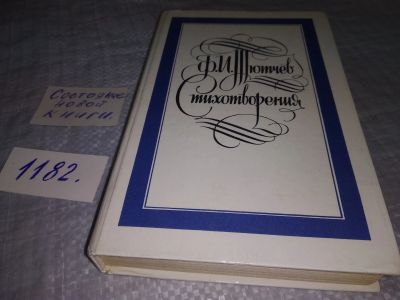 Состояние
новой
книги.
1182.
Ф.И.Тютчев
Стихотворения